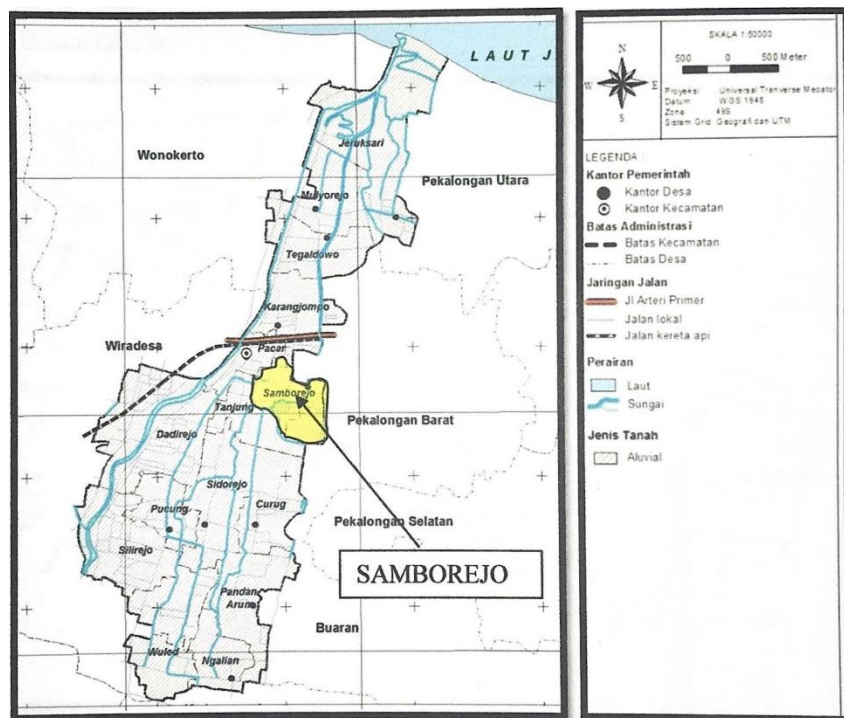 LAUT J
Jeruksari
Wonokerto
Pekalongan Utara
Mulyorejo
Tegaldowo
Karangjompo
Wiradesa
Pacar
Samborejo
Tanjung
Pekalongan Barat
Dadirejo
Sidorejo
Pucung
Curug
Pekalongan Selatan
Silirejo
SAMBOREJO
Pandan
Arum
Buaran
Wuled
Ngalian
SKALA 1:50000
N
W
E
S
500 0 500 Meter
Proyeksi Universal Tranverse Mecator
Datum WGS 1945
Zona 49S
Sistem Grid Geografi dan UTM
LEGENDA :
Kantor Pemerintah
Kantor Desa
Kantor Kecamatan
Batas Administrasi
Batas Kecamatan
Batas Desa
Jaringan Jalan
Jl Arteri Primer
Jalan lokal
Jalan kereta api
Perairan
Laut
Sungai
Jenis Tanah
Aluvial